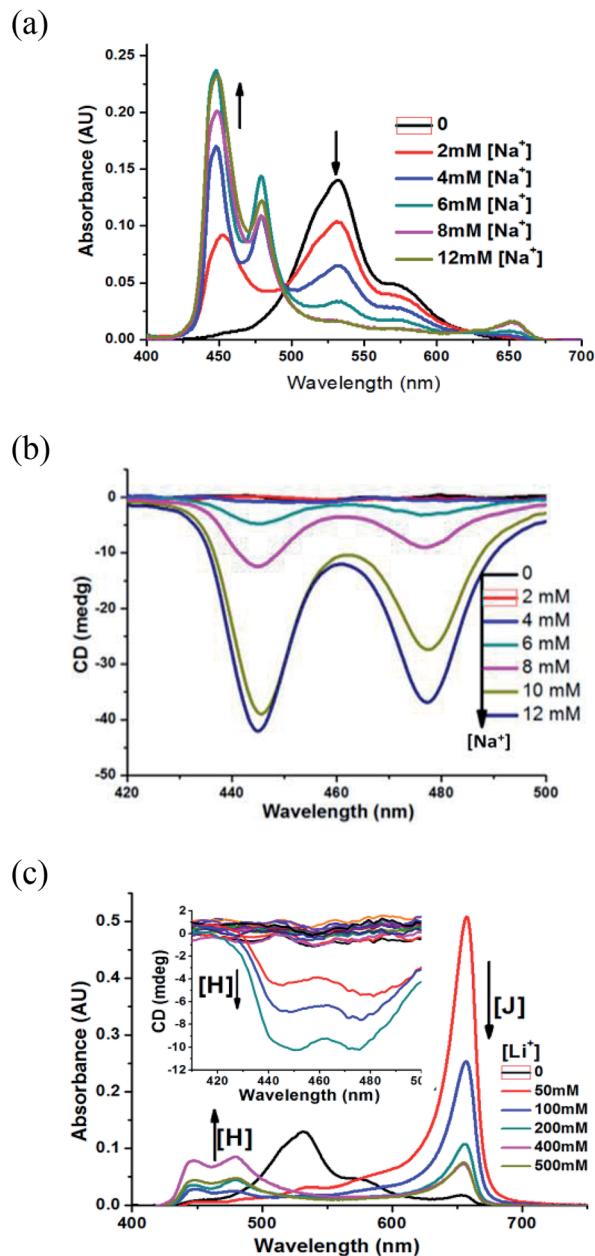 (a)
0.25
0.20
0.15
0.10
0.05
0.00
Absorbance (AU)
0
2mM [Na⁺]
4mM [Na⁺]
6mM [Na⁺]
8mM [Na⁺]
12mM [Na⁺]
400 450 500 550 600 650 700
Wavelength (nm)
(b)
0
-10
-20
-30
-40
-50
CD (medg)
0
2 mM
4 mM
6 mM
8 mM
10 mM
12 mM
[Na⁺]
420 440 460 480 500
Wavelength (nm)
(c)
0.5
0.4
0.3
0.2
0.1
0.0
Absorbance (AU)
2
0
-2
-4
-6
-8
-10
-12
CD (mdeg)
[H]
420 440 460 480 50
Wavelength (nm)
[J]
[Li⁺]
0
50mM
100mM
200mM
400mM
500mM
[H]
400 500 600 700
Wavelength (nm)